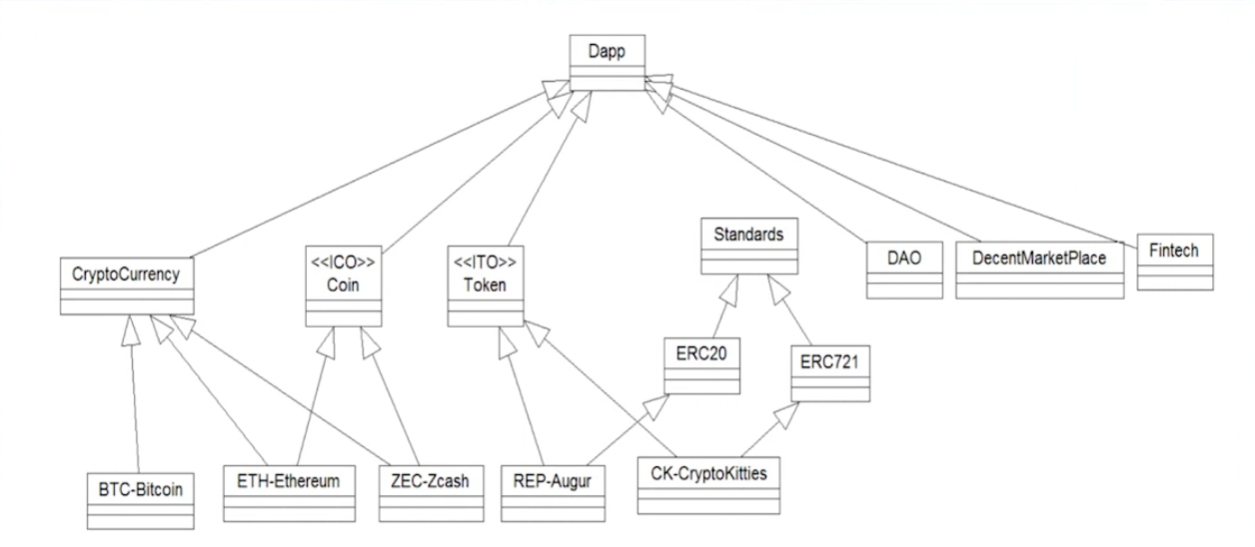 Dapp
Standards
CryptoCurrency
<<ICO>>
Coin
<<ITO>>
Token
DAO
DecentMarketPlace
Fintech
ERC20
ERC721
BTC-Bitcoin
ETH-Ethereum
ZEC-Zcash
REP-Augur
CK-CryptoKitties